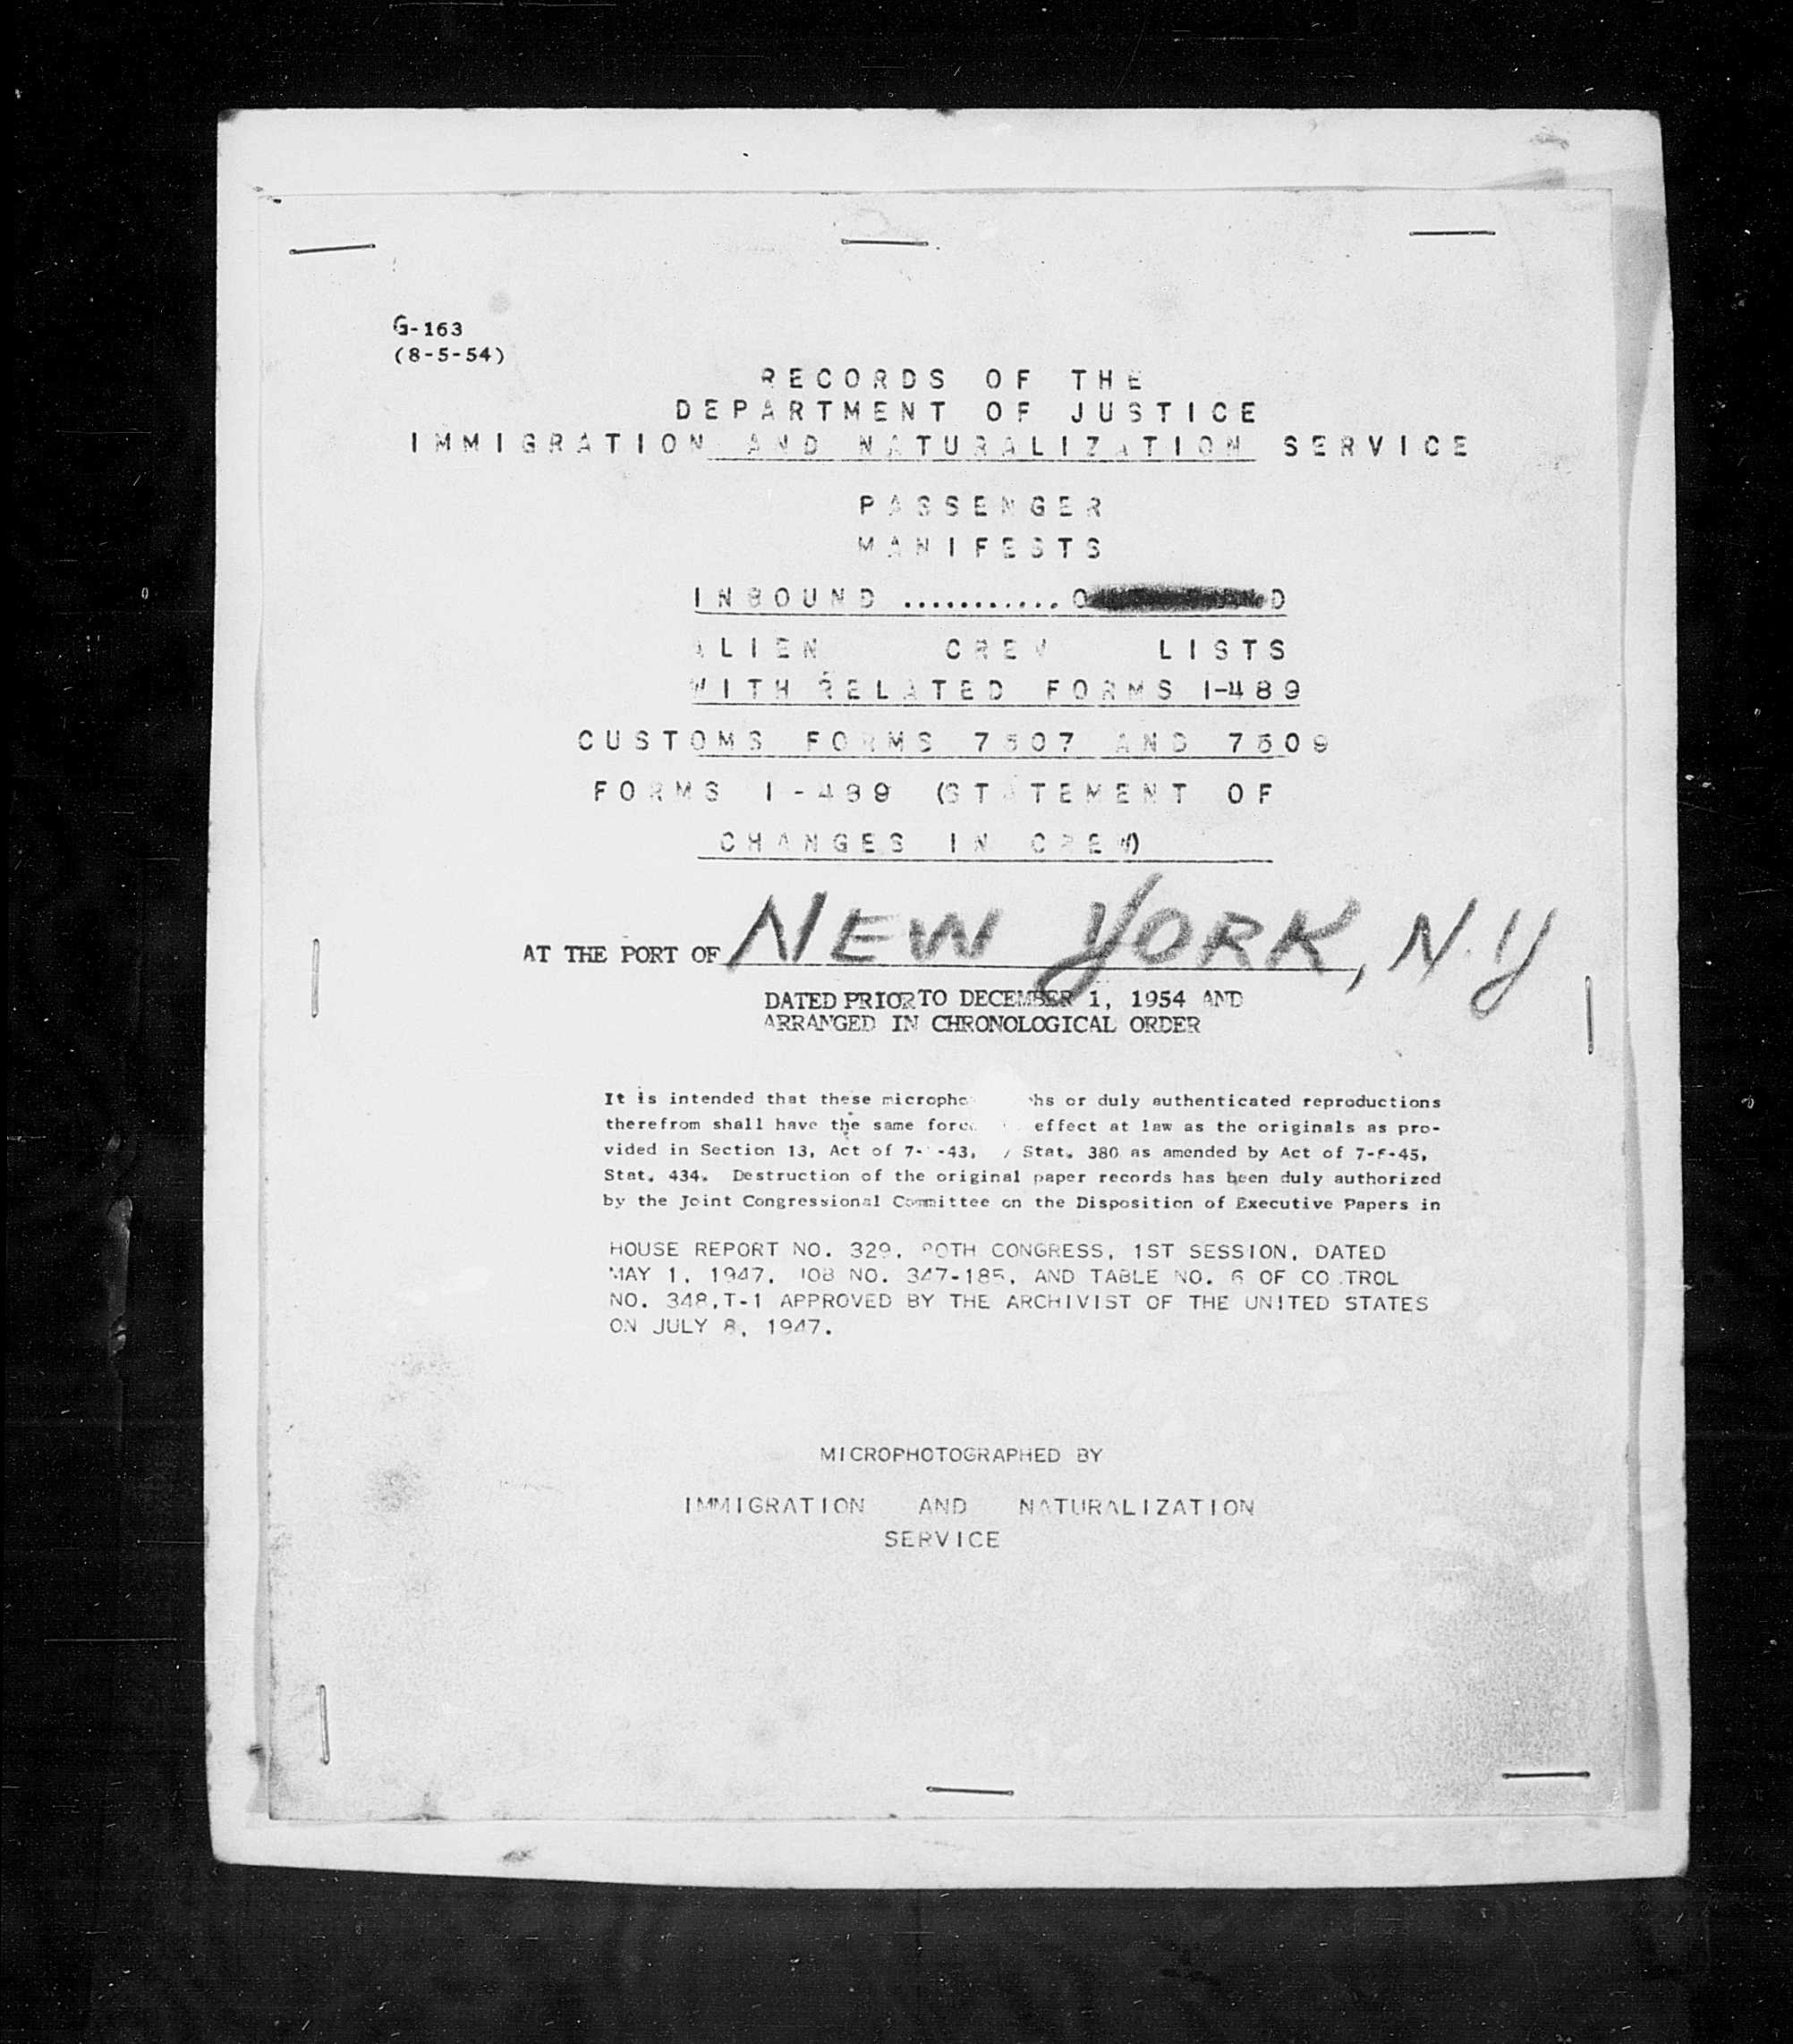 G-163
(8-5-54)
RECORDS OF THE
DEPARTMENT OF JUSTICE
IMMIGRATION AND NATURALIZATION SERVICE
PASSENGER
MANIFESTS
INBOUND ...........
ALIEN CREW LISTS
WITH RELATED FORMS I-489
CUSTOMS FORMS 7507 AND 7509
FORMS I-489 (STATEMENT OF
CHANGES IN CREW)
AT THE PORT OF NEW YORK, N.Y
DATED PRIOR TO DECEMBER 1, 1954 AND
ARRANGED IN CHRONOLOGICAL ORDER
It is intended that these or duly authenticated reproductions
therefrom shall have the same effect at law as the originals as pro-
vided in Section 13, Act of Stat. 380 as amended by Act of
Stat. 434. Destruction of the original paper records has been duly authorized
by the Joint Congressional Committee on the Disposition of Executive Papers in
HOUSE REPORT NO. 329, 80TH CONGRESS, 1ST SESSION, DATED
MAY 1, 1947, JOB NO. 347-185, AND TABLE NO. 6 OF CO TROL
NO. 348,T-1 APPROVED BY THE ARCHIVIST OF THE UNITED STATES
ON JULY 8, 1947.
MICROPHOTOGRAPHED BY
IMMIGRATION AND NATURALIZATION
SERVICE